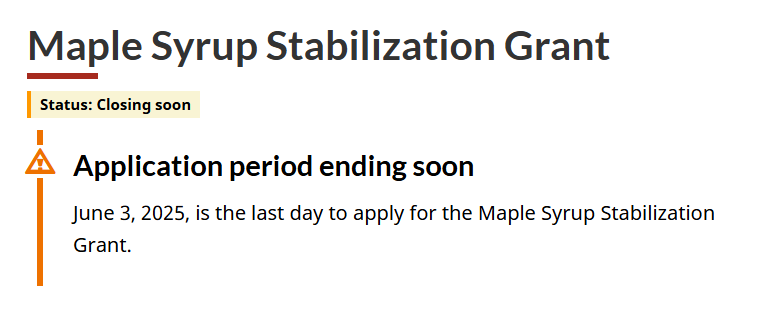 Maple Syrup Stabilization Grant
Status: Closing soon
Application period ending soon
June 3, 2025, is the last day to apply for the Maple Syrup Stabilization
Grant.